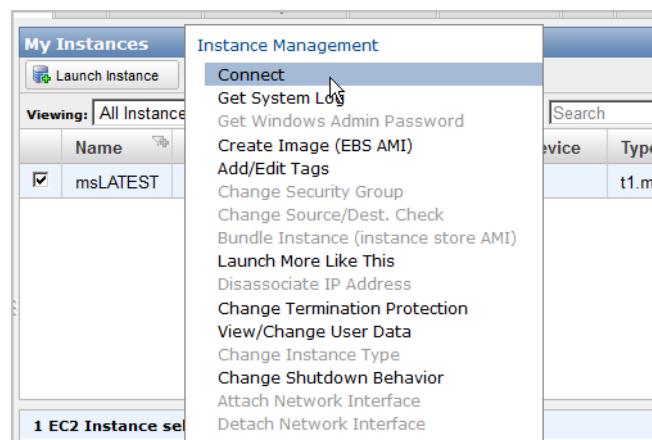 My Instances
Instance Management
Launch Instance
Connect
Get System Log
Viewing: All Instance
Search
Get Windows Admin Password
Name
Create Image (EBS AMI)
evice
Typ
Add/Edit Tags
msLATEST
t1.m
Change Security Group
Change Source/Dest. Check
Bundle Instance (instance store AMI)
Launch More Like This
Disassociate IP Address
Change Termination Protection
View/Change User Data
Change Instance Type
Change Shutdown Behavior
Attach Network Interface
1 EC2 Instance sel
Detach Network Interface